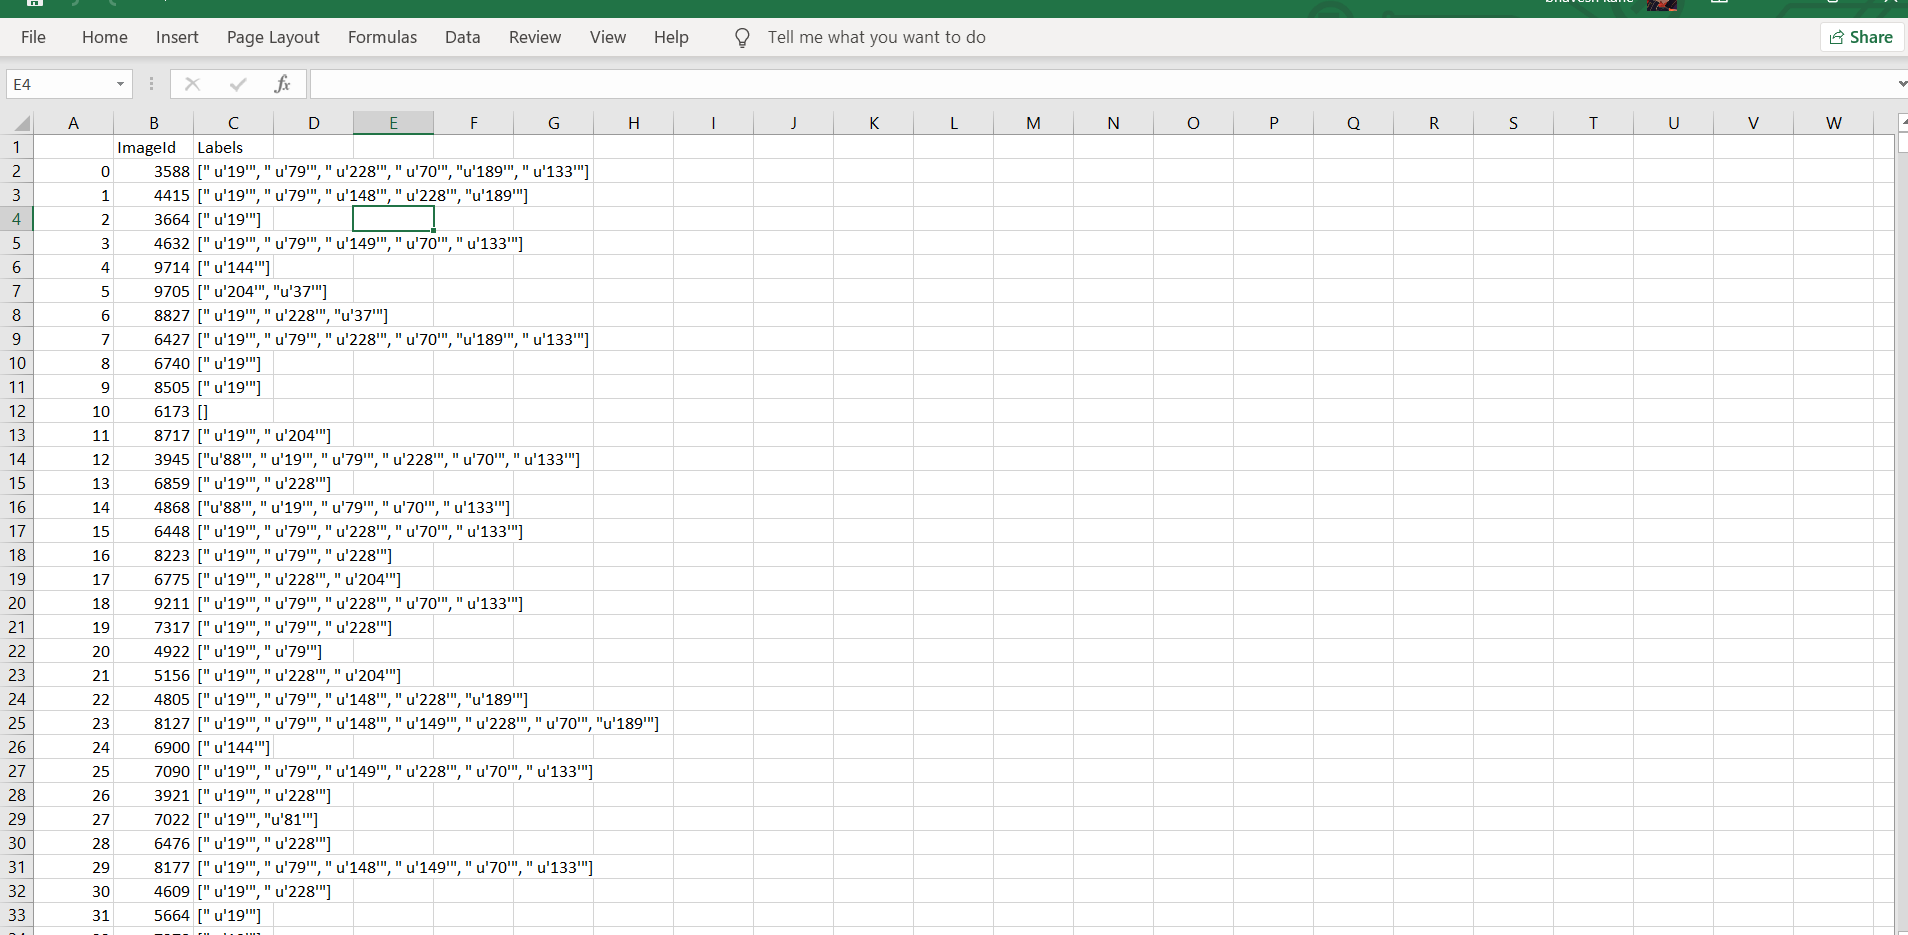 File Home Insert Page Layout Formulas Data Review View Help Tell me what you want to do Share
E4 fx
A B C D E F G H I J K L M N O P Q R S T U V W
1 ImageId Labels
2 0 3588 [" u'19'", " u'79'", " u'228'", " u'70'", "u'189'", " u'133'"]
3 1 4415 [" u'19'", " u'79'", " u'148'", " u'228'", "u'189'"]
4 2 3664 [" u'19'"]
5 3 4632 [" u'19'", " u'79'", " u'149'", " u'70'", " u'133'"]
6 4 9714 [" u'144'"]
7 5 9705 [" u'204'", "u'37'"]
8 6 8827 [" u'19'", " u'228'", "u'37'"]
9 7 6427 [" u'19'", " u'79'", " u'228'", " u'70'", "u'189'", " u'133'"]
10 8 6740 [" u'19'"]
11 9 8505 [" u'19'"]
12 10 6173 []
13 11 8717 [" u'19'", " u'204'"]
14 12 3945 ["u'88'", " u'19'", " u'79'", " u'228'", " u'70'", " u'133'"]
15 13 6859 [" u'19'", " u'228'"]
16 14 4868 ["u'88'", " u'19'", " u'79'", " u'70'", " u'133'"]
17 15 6448 [" u'19'", " u'79'", " u'228'", " u'70'", " u'133'"]
18 16 8223 [" u'19'", " u'79'", " u'228'"]
19 17 6775 [" u'19'", " u'228'", " u'204'"]
20 18 9211 [" u'19'", " u'79'", " u'228'", " u'70'", " u'133'"]
21 19 7317 [" u'19'", " u'79'", " u'228'"]
22 20 4922 [" u'19'", " u'79'"]
23 21 5156 [" u'19'", " u'228'", " u'204'"]
24 22 4805 [" u'19'", " u'79'", " u'148'", " u'228'", "u'189'"]
25 23 8127 [" u'19'", " u'79'", " u'148'", " u'149'", " u'228'", " u'70'", "u'189'"]
26 24 6900 [" u'144'"]
27 25 7090 [" u'19'", " u'79'", " u'149'", " u'228'", " u'70'", " u'133'"]
28 26 3921 [" u'19'", " u'228'"]
29 27 7022 [" u'19'", "u'81'"]
30 28 6476 [" u'19'", " u'228'"]
31 29 8177 [" u'19'", " u'79'", " u'148'", " u'149'", " u'70'", " u'133'"]
32 30 4609 [" u'19'", " u'228'"]
33 31 5664 [" u'19'"]